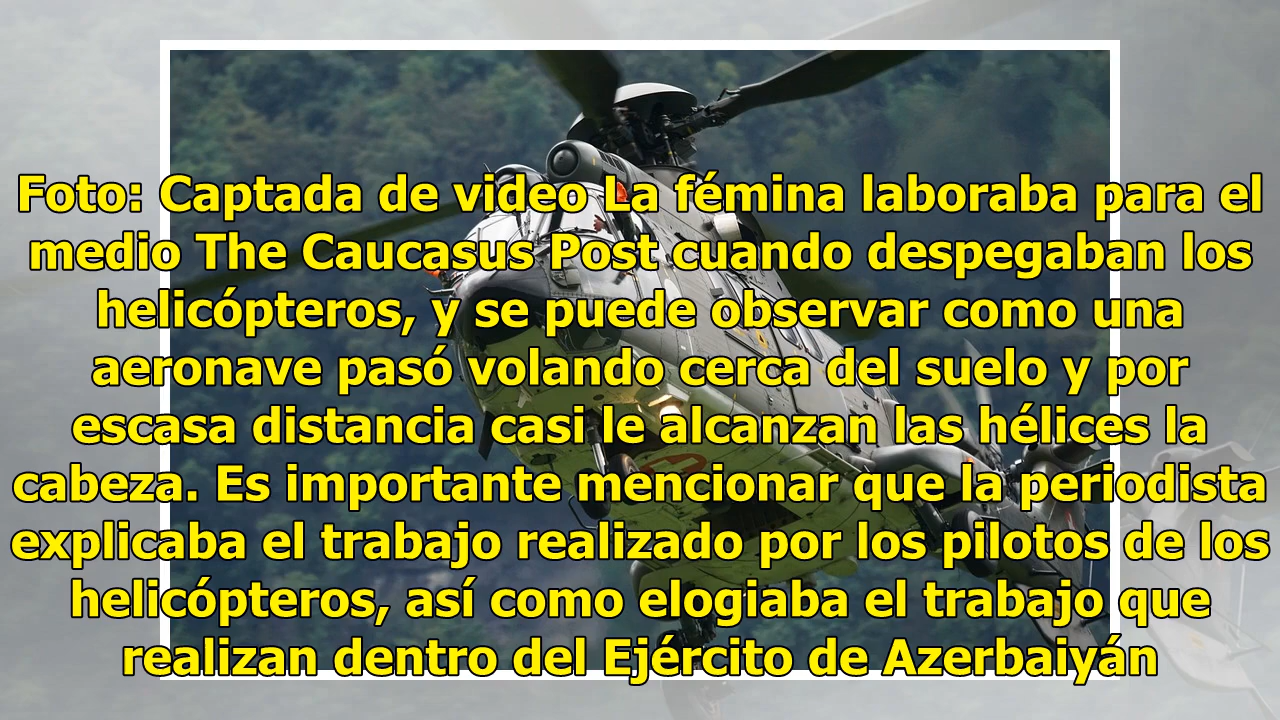 Foto: Captada de video La fémina laboraba para el
medio The Caucasus Post cuando despegaban los
helicópteros, y se puede observar como una
aeronave pasó volando cerca del suelo y por
escasa distancia casi le alcanzan las hélices la
cabeza. Es importante mencionar que la periodista
explicaba el trabajo realizado por los pilotos de los
helicópteros, así como elogiaba el trabajo que
realizan dentro del Ejército de Azerbaiyán